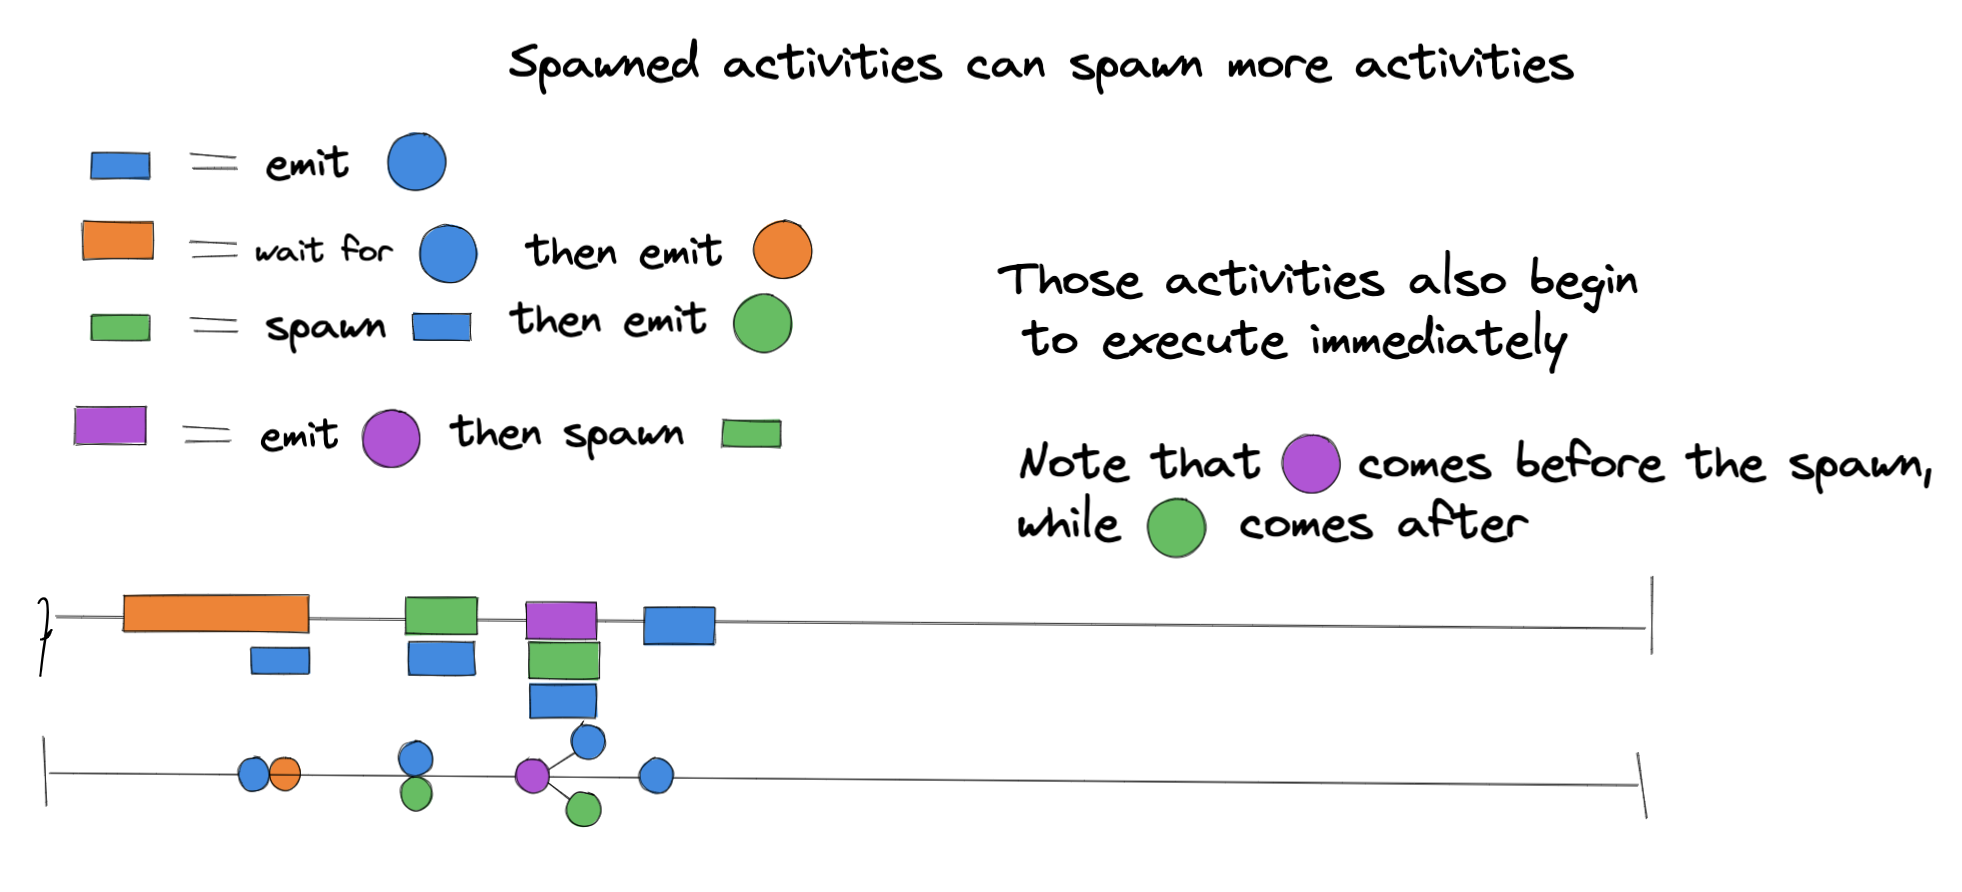 Spawned activities can spawn more activities
= emit
= wait for then emit
= spawn then emit
= emit then spawn
Those activities also begin
to execute immediately
Note that comes before the spawn,
while comes after